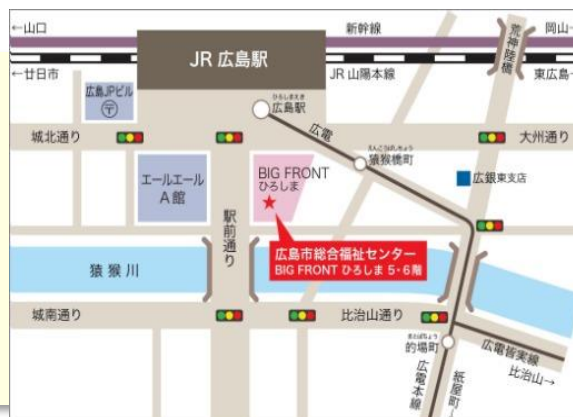 ←山口
新幹線
岡山→
荒神陸橋
JR 広島駅
←廿日市
JR 山陽本線
東広島→
広島JPビル
〒
ひろしまえき
広島駅
城北通り
広電
えんこうばしちょう
猿猴橋町
大州通り
エールエール
A館
BIG FRONT
ひろしま
広銀東支店
駅前通り
広島市総合福祉センター
BIG FRONT ひろしま 5・6階
猿猴川
城南通り
比治山通り
まとばちょう
的場町
広電皆実線
比治山→
広電本線
紙屋町